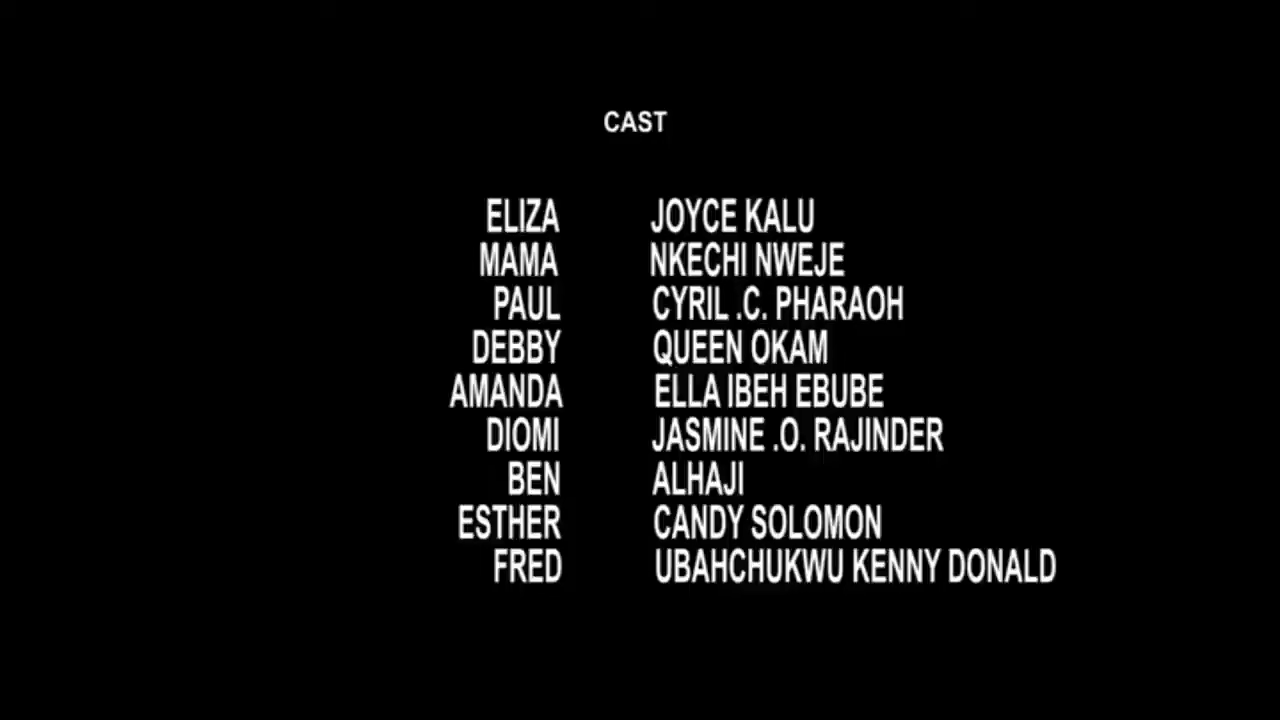 CAST
ELIZA JOYCE KALU
MAMA NKECHI NWEJE
PAUL CYRIL .C. PHARAOH
DEBBY QUEEN OKAM
AMANDA ELLA IBEH EBUBE
DIOMI JASMINE .O. RAJINDER
BEN ALHAJI
ESTHER CANDY SOLOMON
FRED UBAHCHUKWU KENNY DONALD